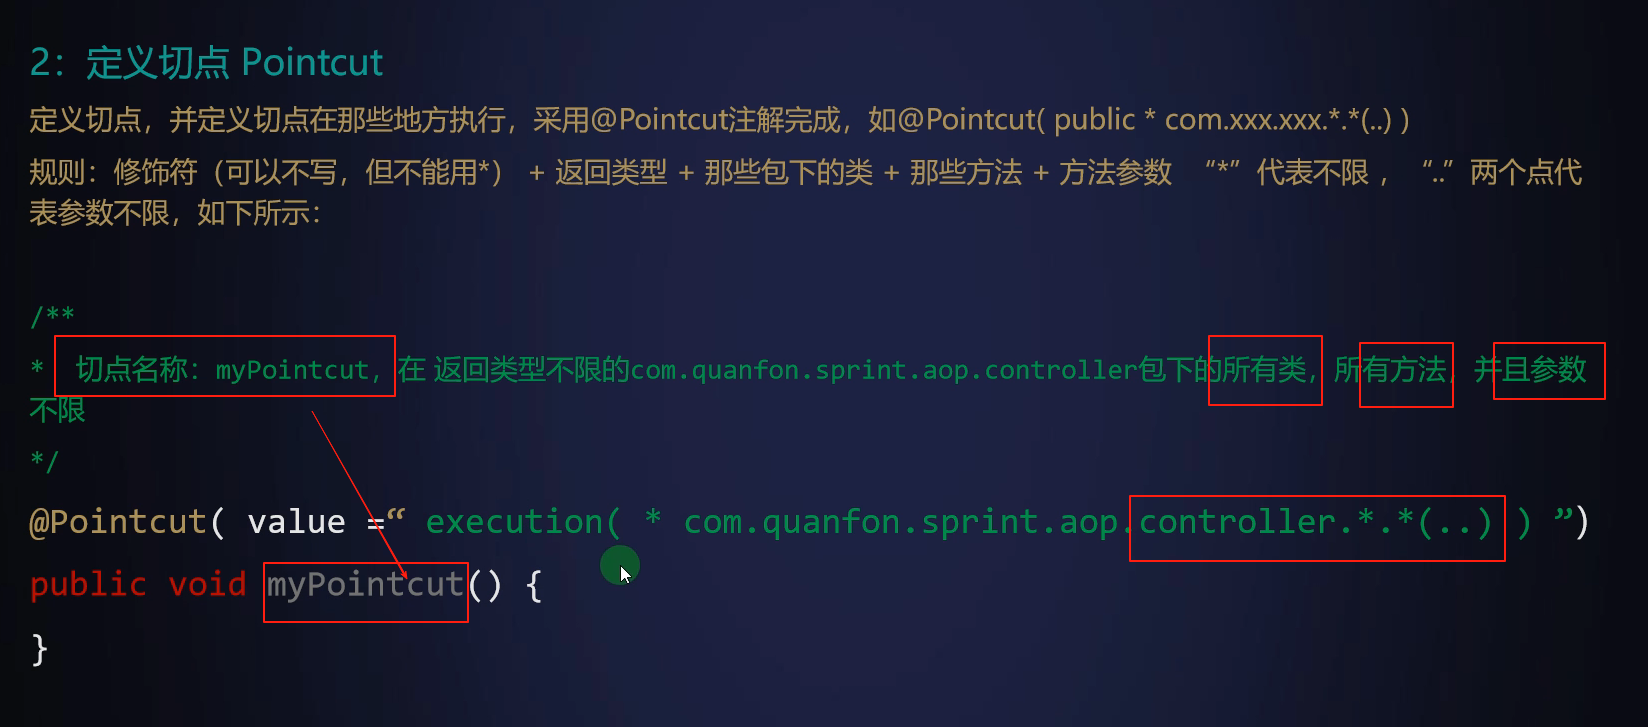 2：定义切点 Pointcut
定义切点，并定义切点在那些地方执行，采用@Pointcut注解完成，如@Pointcut( public * com.xxx.xxx.*.*(..) )
规则：修饰符（可以不写，但不能用*） + 返回类型 + 那些包下的类 + 那些方法 + 方法参数 “*”代表不限 ，“..”两个点代
表参数不限，如下所示：
/**
* 切点名称：myPointcut，在 返回类型不限的com.quanfon.sprint.aop.controller包下的所有类，所有方法，并且参数
不限
*/
@Pointcut( value =“ execution( * com.quanfon.sprint.aop.controller.*.*(..) ) ”)
public void myPointcut() {
}